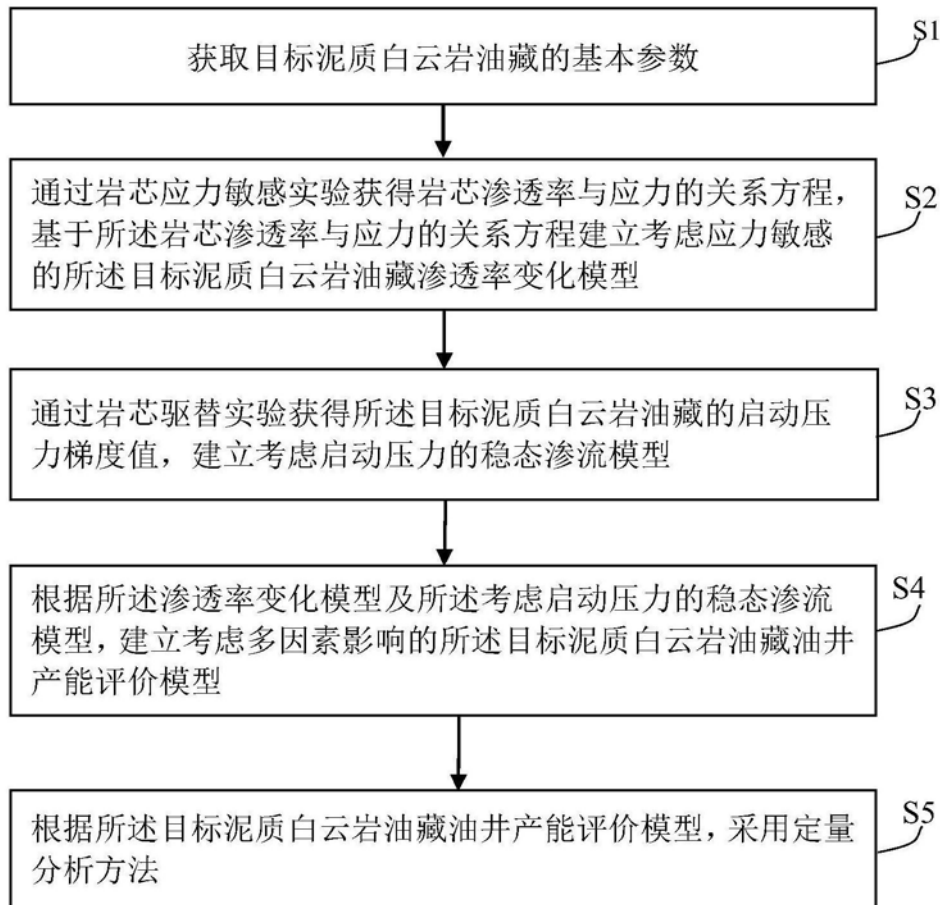 获取目标泥质白云岩油藏的基本参数
S1
通过岩芯应力敏感实验获得岩芯渗透率与应力的关系方程，
基于所述岩芯渗透率与应力的关系方程建立考虑应力敏感
的所述目标泥质白云岩油藏渗透率变化模型
S2
通过岩芯驱替实验获得所述目标泥质白云岩油藏的启动压
力梯度值，建立考虑启动压力的稳态渗流模型
S3
根据所述渗透率变化模型及所述考虑启动压力的稳态渗流
模型，建立考虑多因素影响的所述目标泥质白云岩油藏油井
产能评价模型
S4
根据所述目标泥质白云岩油藏油井产能评价模型，采用定量
分析方法
S5